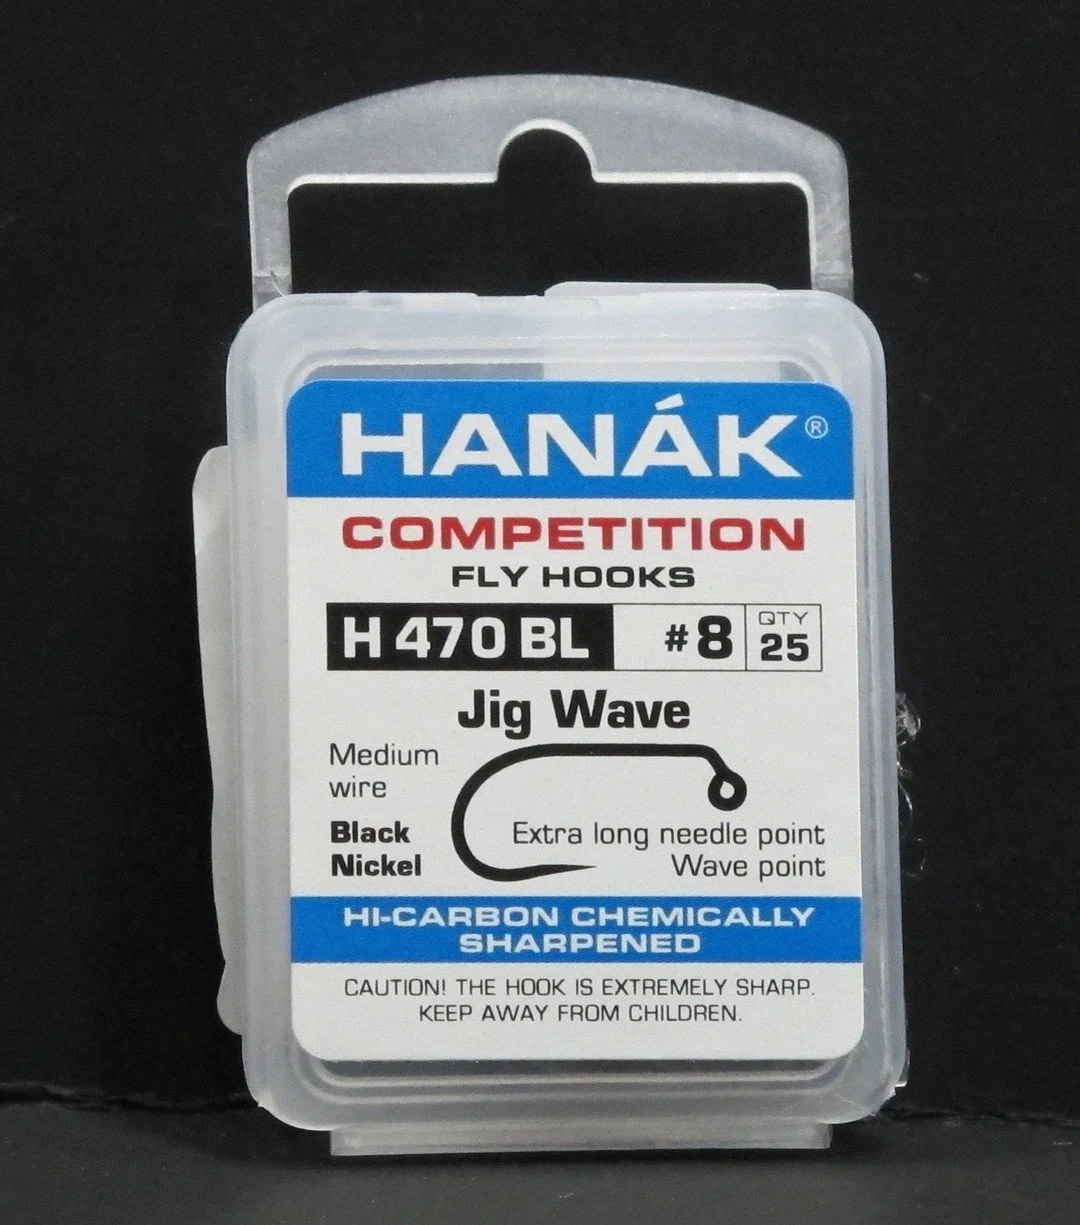 HANÁK®
COMPETITION
FLY HOOKS
H 470 BL #8 QTY 25
Jig Wave
Medium
wire
Black
Nickel
Extra long needle point
Wave point
HI-CARBON CHEMICALLY
SHARPENED
CAUTION! THE HOOK IS EXTREMELY SHARP.
KEEP AWAY FROM CHILDREN.